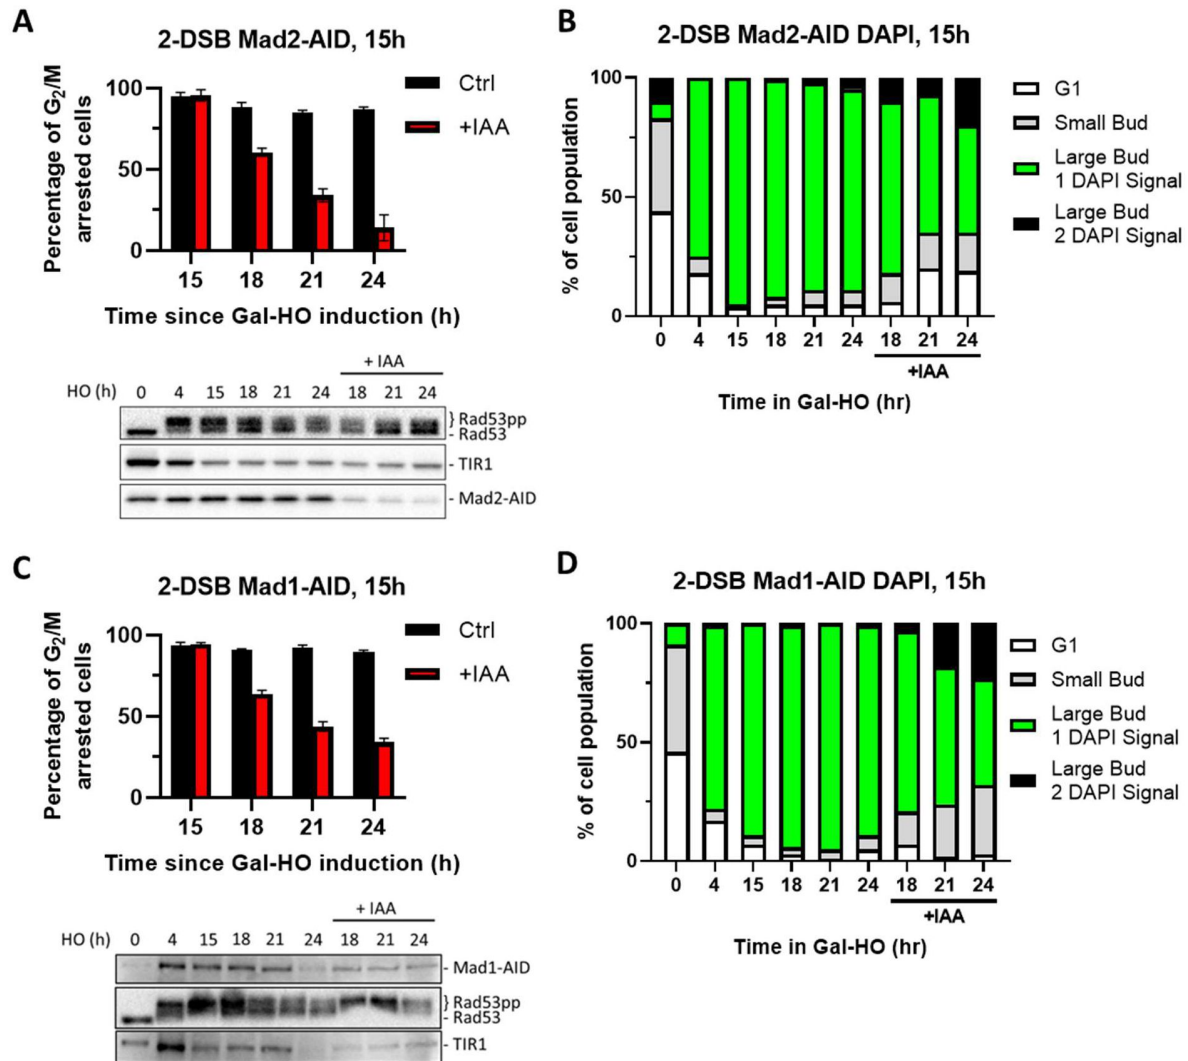 A
2-DSB Mad2-AID, 15h
Percentage of G2/M
arrested cells
100
50
0
15 18 21 24
Time since Gal-HO induction (h)
Ctrl
+IAA
+ IAA
HO (h) 0 4 15 18 21 24 18 21 24
} Rad53pp
- Rad53
- TIR1
- Mad2-AID
B
2-DSB Mad2-AID DAPI, 15h
% of cell population
100
50
0
0 4 15 18 21 24 18 21 24
+IAA
Time in Gal-HO (hr)
G1
Small Bud
Large Bud
1 DAPI Signal
Large Bud
2 DAPI Signal
C
2-DSB Mad1-AID, 15h
Percentage of G2/M
arrested cells
100
50
0
15 18 21 24
Time since Gal-HO induction (h)
Ctrl
+IAA
+ IAA
HO (h) 0 4 15 18 21 24 18 21 24
- Mad1-AID
} Rad53pp
- Rad53
- TIR1
D
2-DSB Mad1-AID DAPI, 15h
% of cell population
100
50
0
0 4 15 18 21 24 18 21 24
+IAA
Time in Gal-HO (hr)
G1
Small Bud
Large Bud
1 DAPI Signal
Large Bud
2 DAPI Signal